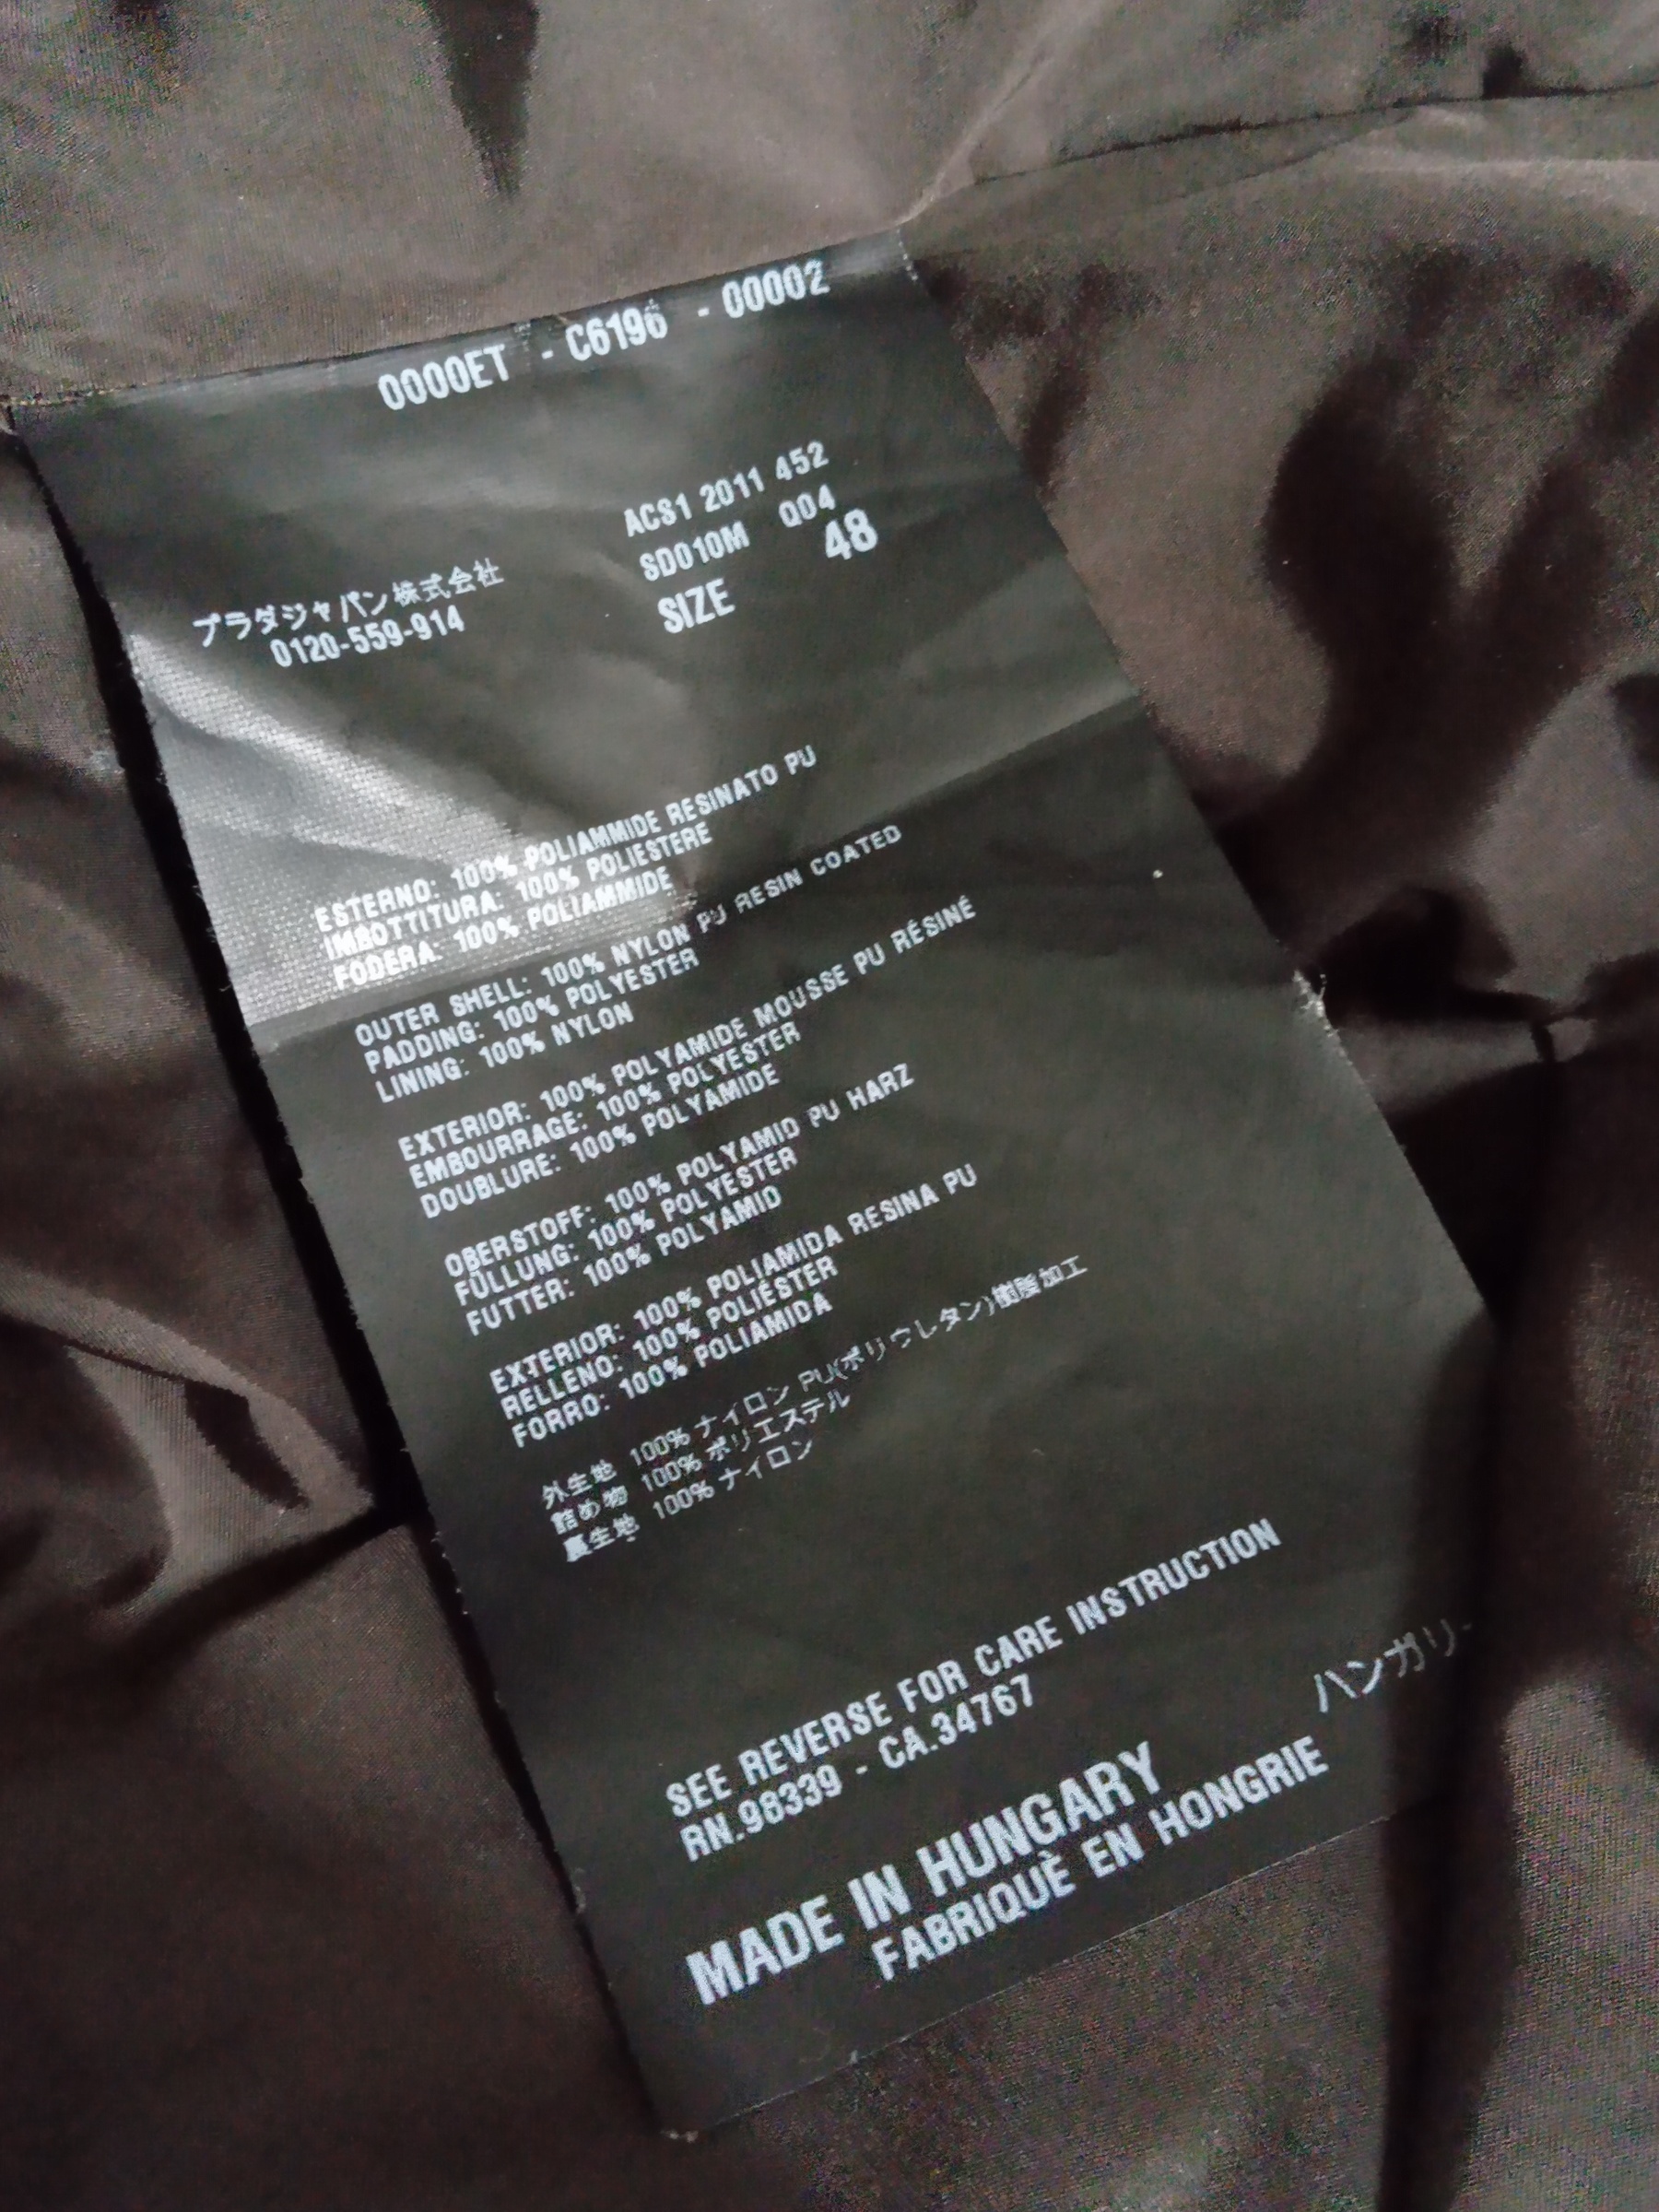 0000ET - C6196 - 00002
ACS1 2011 452
SD010M Q04
SIZE 48
プラダジャパン株式会社
0120-559-914
ESTERNO: 100% POLIAMMIDE RESINATO PU
IMBOTTITURA: 100% POLIESTERE
FODERA: 100% POLIAMMIDE
OUTER SHELL: 100% NYLON PU RESIN COATED
PADDING: 100% POLYESTER
LINING: 100% NYLON
EXTERIOR: 100% POLYAMIDE MOUSSE PU RÉSINÉ
EMBOURRAGE: 100% POLYESTER
DOUBLURE: 100% POLYAMIDE
OBERSTOFF: 100% POLYAMID PU HARZ
FÜLLUNG: 100% POLYESTER
FUTTER: 100% POLYAMID
EXTERIOR: 100% POLIAMIDA RESINA PU
RELLENO: 100% POLIÉSTER
FORRO: 100% POLIAMIDA
外生地 100% ナイロン PU(ポリウレタン)樹脂加工
詰め物 100% ポリエステル
裏生地 100% ナイロン
SEE REVERSE FOR CARE INSTRUCTION
RN.98339 - CA.34767
ハンガリー
MADE IN HUNGARY
FABRIQUÈ EN HONGRIE